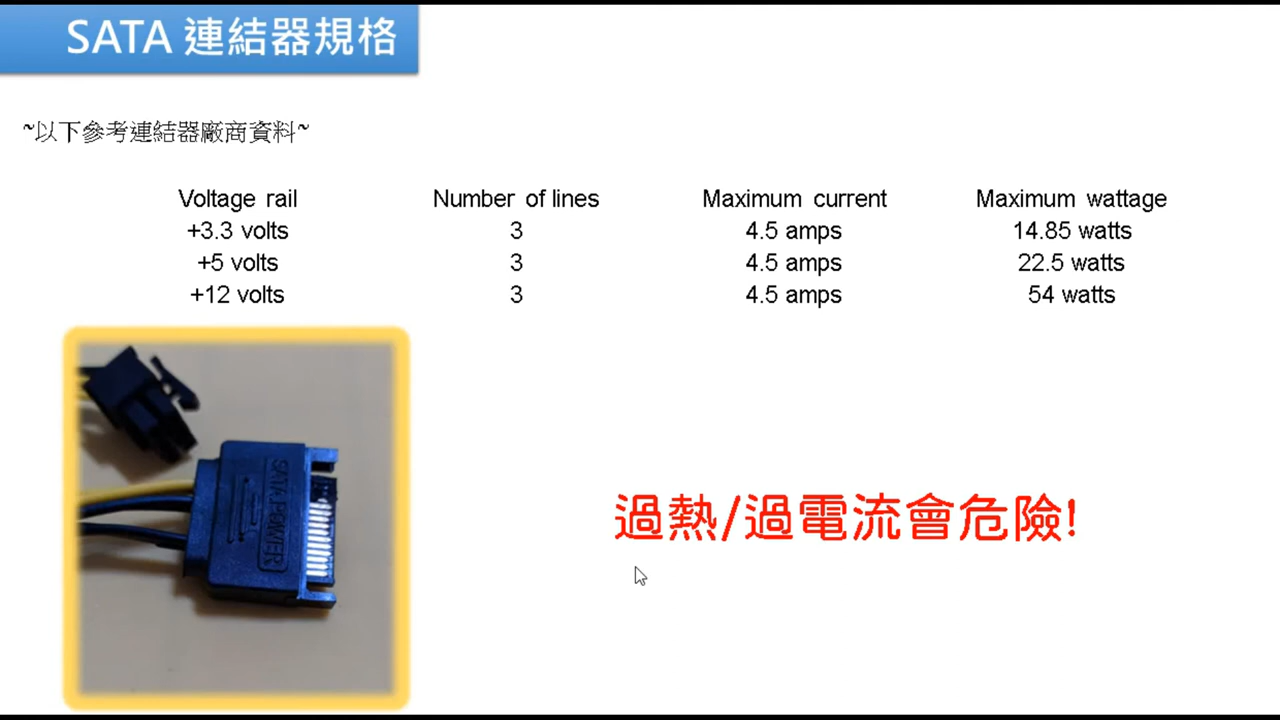 SATA 連結器規格
~以下參考連結器廠商資料~
Voltage rail Number of lines Maximum current Maximum wattage
+3.3 volts 3 4.5 amps 14.85 watts
+5 volts 3 4.5 amps 22.5 watts
+12 volts 3 4.5 amps 54 watts
SATA POWER
過熱/過電流會危險!